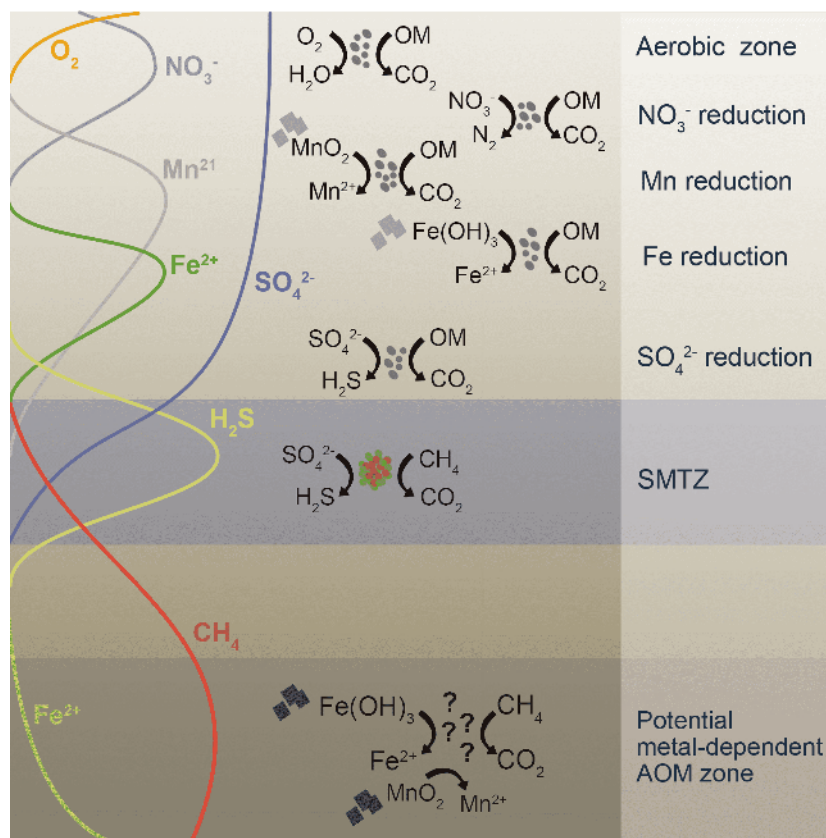 O₂
NO₃⁻
Mn²¹
Fe²⁺
SO₄²⁻
H₂S
CH₄
Fe²⁺
O₂ OM
H₂O CO₂
Aerobic zone
NO₃⁻ OM
N₂ CO₂
NO₃⁻ reduction
MnO₂ OM
Mn²⁺ CO₂
Mn reduction
Fe(OH)₃ OM
Fe²⁺ CO₂
Fe reduction
SO₄²⁻ OM
H₂S CO₂
SO₄²⁻ reduction
SO₄²⁻ CH₄
H₂S CO₂
SMTZ
Fe(OH)₃ ? ? ? ? CH₄
Fe²⁺ CO₂
MnO₂ Mn²⁺
Potential
metal-dependent
AOM zone